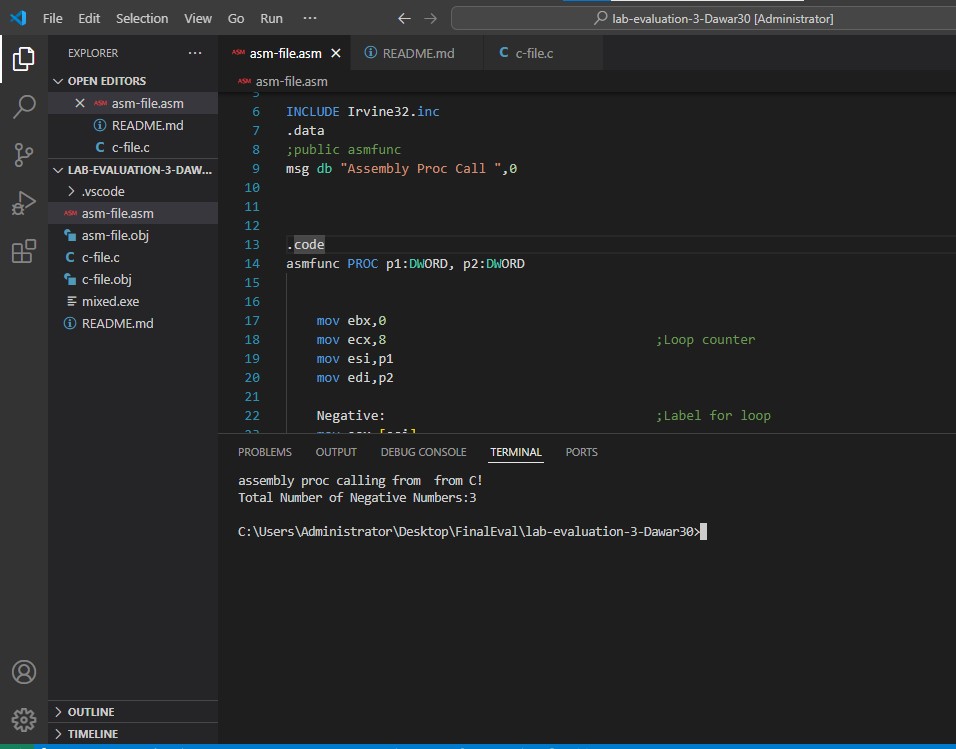 File Edit Selection View Go Run ··· ← → lab-evaluation-3-Dawar30 [Administrator]
EXPLORER ···
OPEN EDITORS
ASM asm-file.asm
README.md
C c-file.c
LAB-EVALUATION-3-DAW...
.vscode
ASM asm-file.asm
asm-file.obj
C c-file.c
c-file.obj
mixed.exe
README.md
OUTLINE
TIMELINE
ASM asm-file.asm README.md C c-file.c
ASM asm-file.asm
5
6 INCLUDE Irvine32.inc
7 .data
8 ;public asmfunc
9 msg db "Assembly Proc Call ",0
10
11
12
13 .code
14 asmfunc PROC p1:DWORD, p2:DWORD
15
16
17 mov ebx,0
18 mov ecx,8 ;Loop counter
19 mov esi,p1
20 mov edi,p2
21
22 Negative: ;Label for loop
23
PROBLEMS OUTPUT DEBUG CONSOLE TERMINAL PORTS
assembly proc calling from  from C!
Total Number of Negative Numbers:3
C:\Users\Administrator\Desktop\FinalEval\lab-evaluation-3-Dawar30>